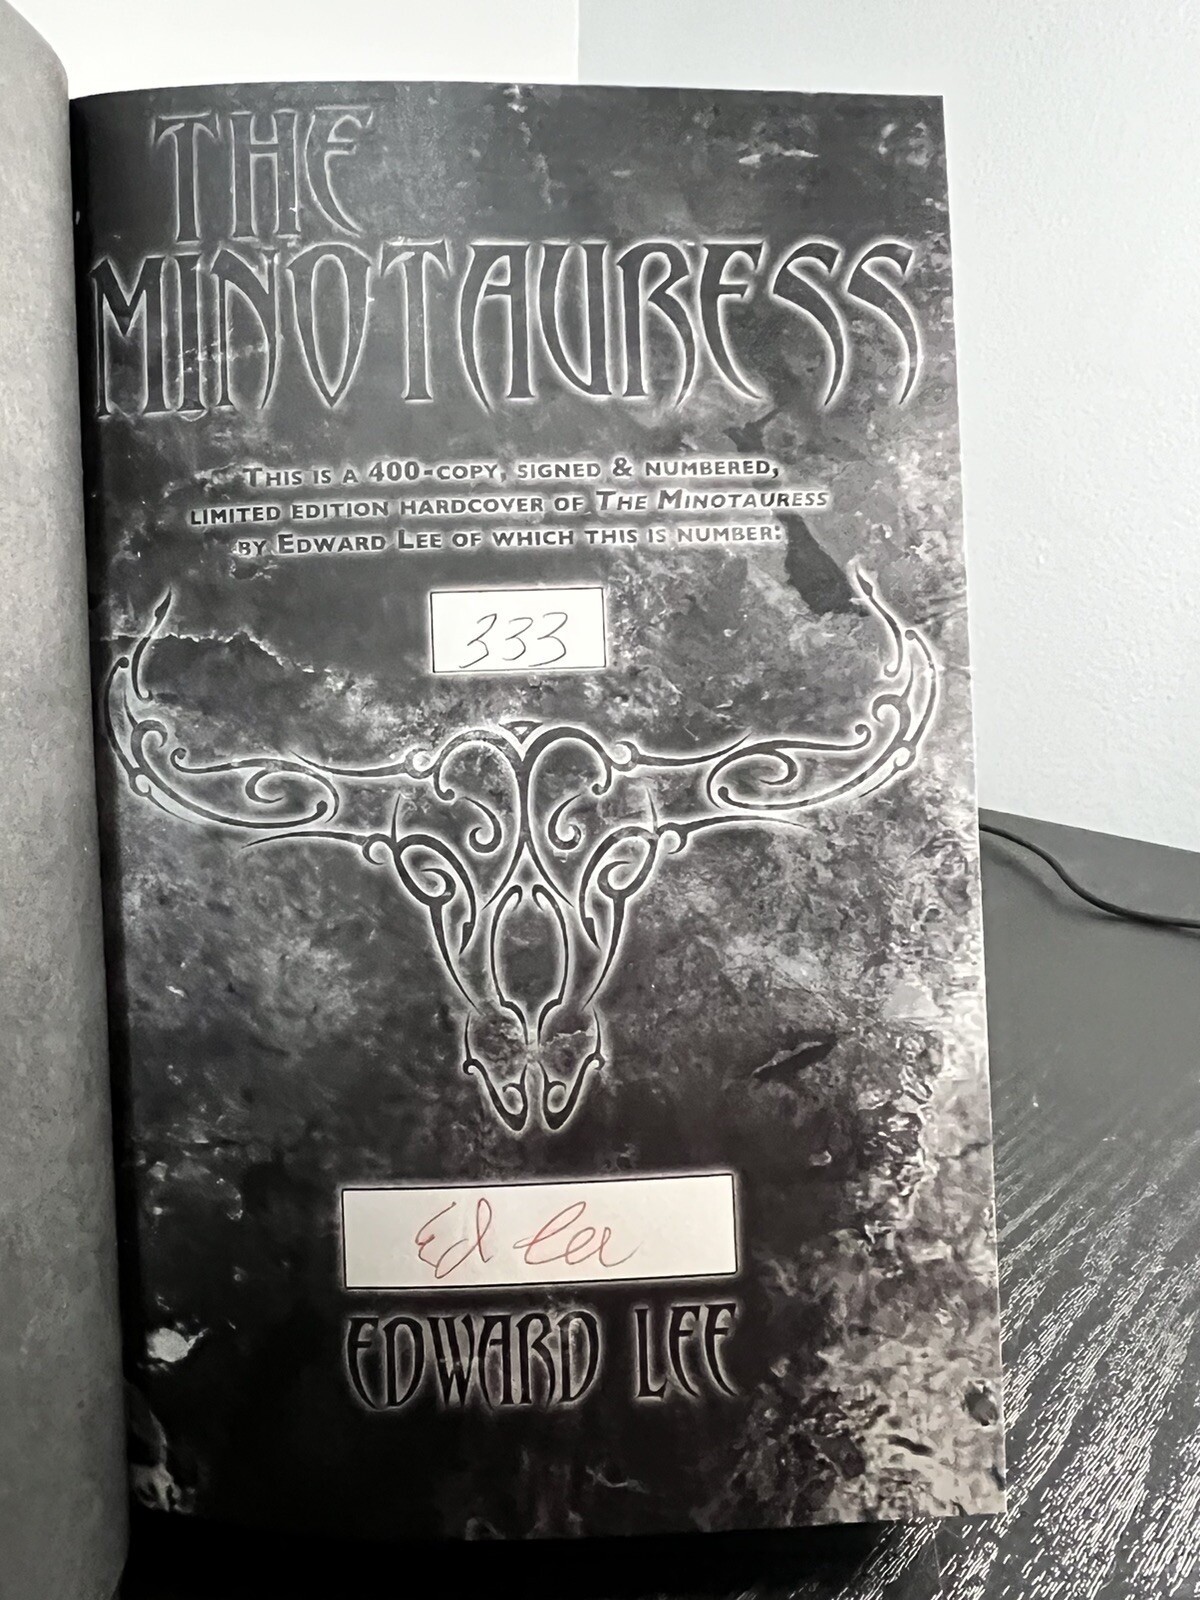 THE
MINOTAURESS
THIS IS A 400-COPY, SIGNED & NUMBERED,
LIMITED EDITION HARDCOVER OF THE MINOTAURESS
BY EDWARD LEE OF WHICH THIS IS NUMBER:
333
Ed Lee
EDWARD LEE